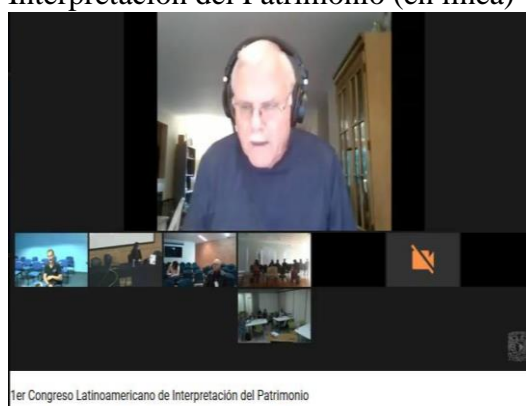 Interpretación del Patrimonio (en línea)
1er Congreso Latinoamericano de Interpretación del Patrimonio